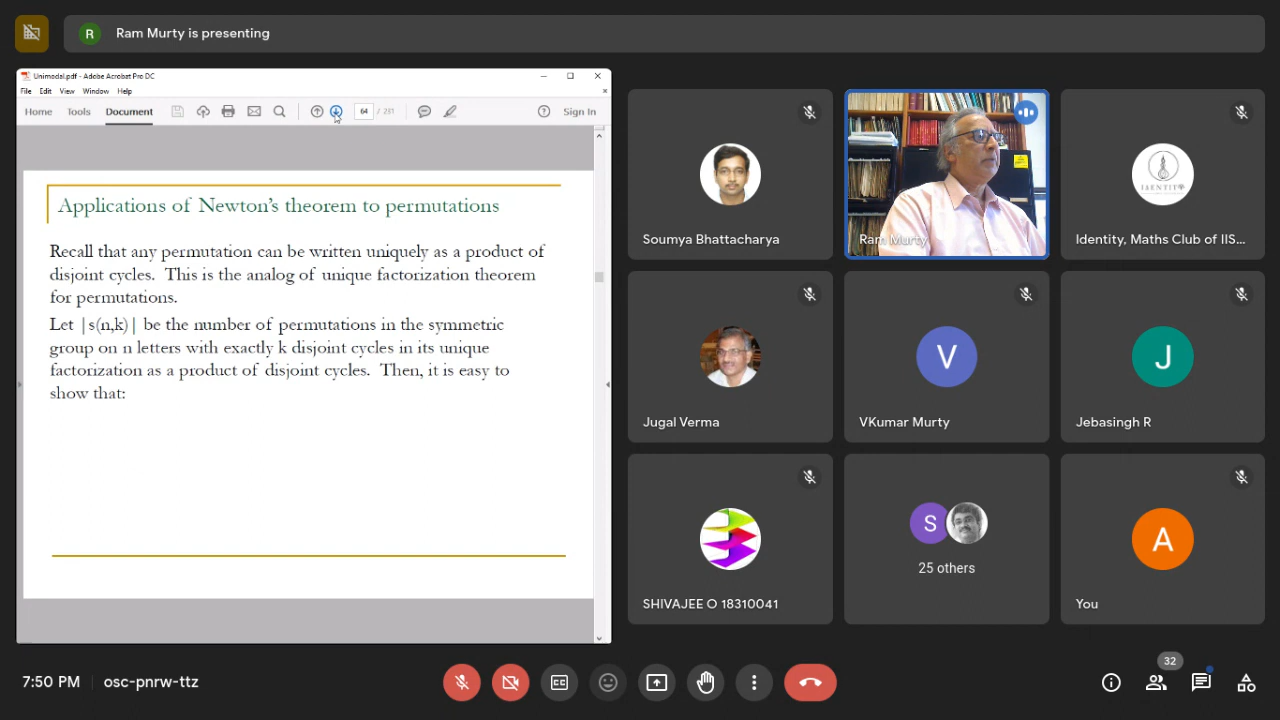 R Ram Murty is presenting
Unimodal.pdf - Adobe Acrobat Pro DC
File Edit View Window Help
Home Tools Document 64 / 231 Sign In
Applications of Newton's theorem to permutations
Recall that any permutation can be written uniquely as a product of
disjoint cycles. This is the analog of unique factorization theorem
for permutations.
Let |s(n,k)| be the number of permutations in the symmetric
group on n letters with exactly k disjoint cycles in its unique
factorization as a product of disjoint cycles. Then, it is easy to
show that:
Soumya Bhattacharya
Ram Murty
IDENTITY
Identity, Maths Club of IIS...
Jugal Verma
V
VKumar Murty
J
Jebasingh R
SHIVAJEE O 18310041
S
25 others
A
You
7:50 PM | osc-pnrw-ttz
CC
32